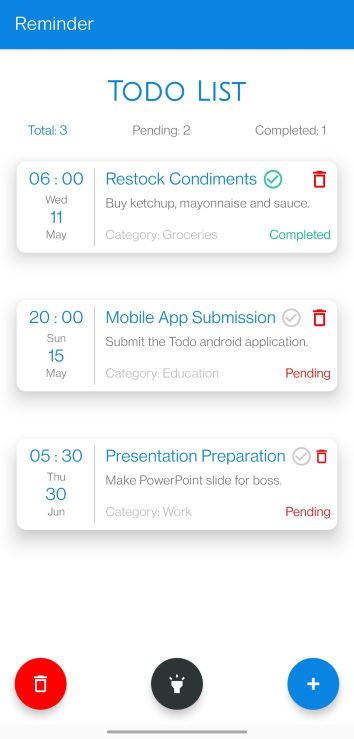 Reminder
Todo List
Total: 3 Pending: 2 Completed: 1
06 : 00
Wed
11
May
Restock Condiments
Buy ketchup, mayonnaise and sauce.
Category: Groceries Completed
20 : 00
Sun
15
May
Mobile App Submission
Submit the Todo android application.
Category: Education Pending
05 : 30
Thu
30
Jun
Presentation Preparation
Make PowerPoint slide for boss.
Category: Work Pending